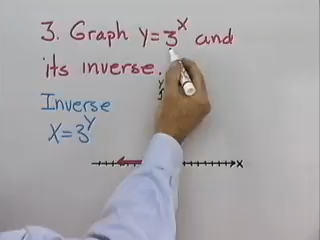 3. Graph y = 3^x and
its inverse.
Inverse
x = 3^y
y
x